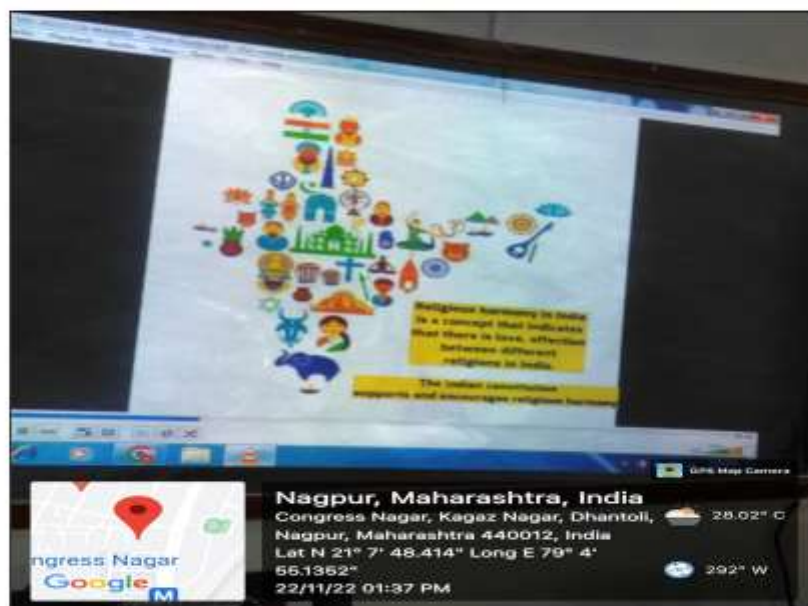 Religious harmony in India
is a concept that indicates
that there is love, affection
between different
religions in India.
The Indian constitution
supports and encourages religious harmony
GPS Map Camera
Nagpur, Maharashtra, India
Congress Nagar, Kagaz Nagar, Dhantoli,
Nagpur, Maharashtra 440012, India
Lat N 21° 7' 48.414" Long E 79° 4'
55.1352"
22/11/22 01:37 PM
28.02° C
292° W
ngress Nagar
Google
M